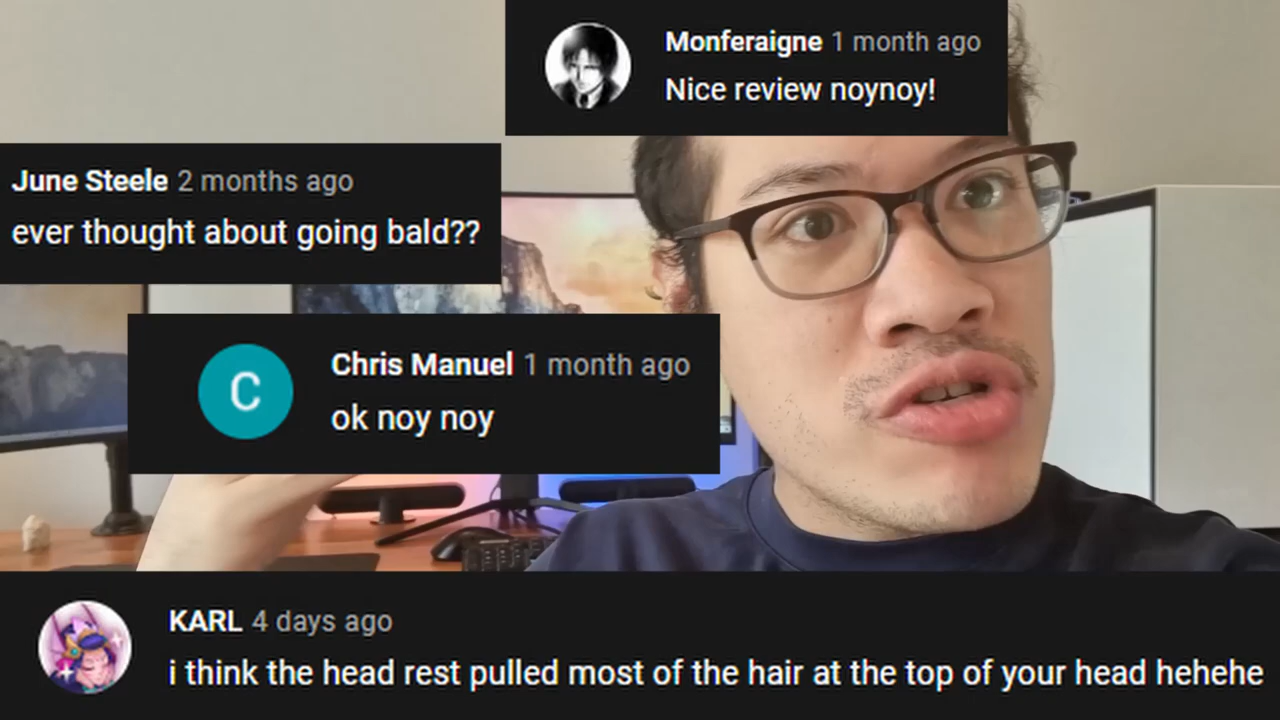 Monferaigne 1 month ago
Nice review noynoy!
June Steele 2 months ago
ever thought about going bald??
C
Chris Manuel 1 month ago
ok noy noy
KARL 4 days ago
i think the head rest pulled most of the hair at the top of your head hehehe